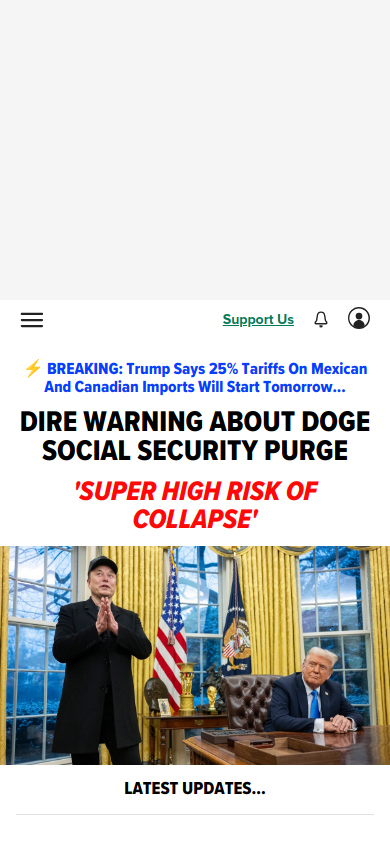 Support Us
⚡ BREAKING: Trump Says 25% Tariffs On Mexican
And Canadian Imports Will Start Tomorrow...
DIRE WARNING ABOUT DOGE
SOCIAL SECURITY PURGE
'SUPER HIGH RISK OF
COLLAPSE'
LATEST UPDATES...